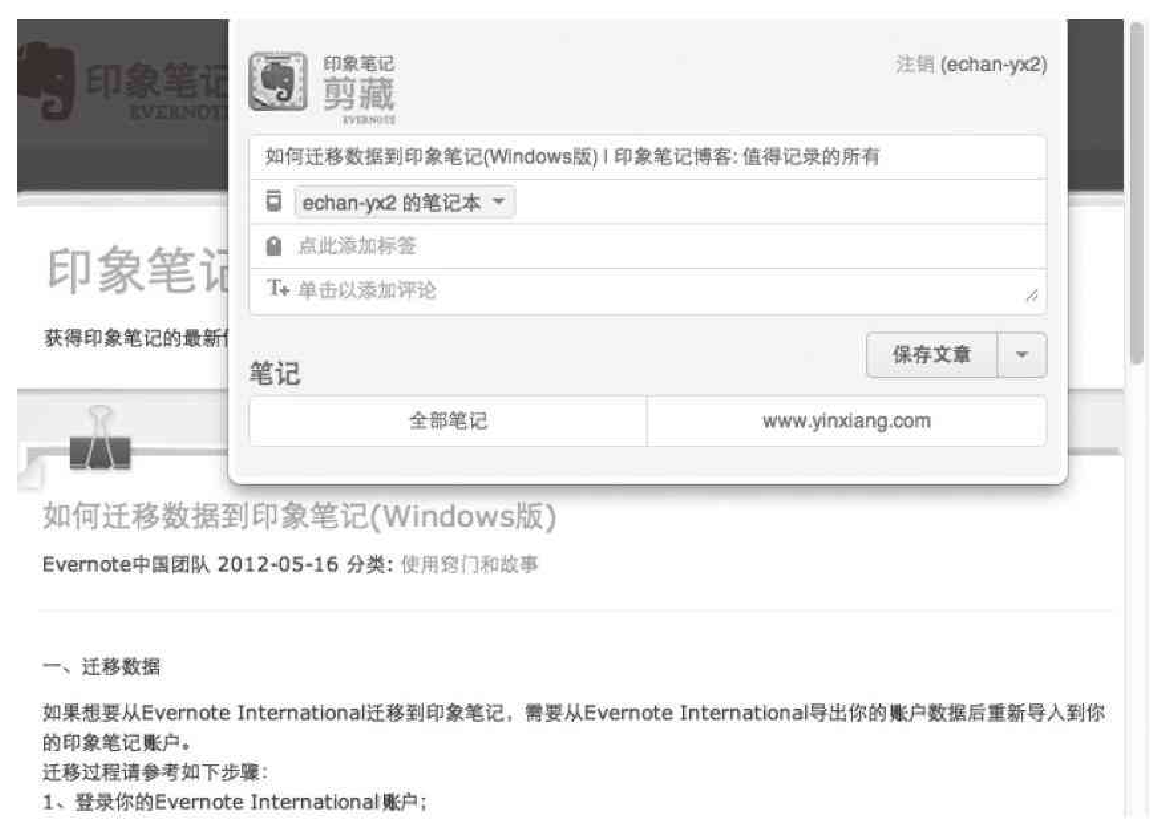 印象笔记
EVERNOTE
印象笔记
剪藏
EVERNOTE
注销 (echan-yx2)
如何迁移数据到印象笔记(Windows版) | 印象笔记博客: 值得记录的所有
echan-yx2 的笔记本
点此添加标签
T+ 单击以添加评论
保存文章
笔记
全部笔记
www.yinxiang.com
印象笔记
获得印象笔记的最新
如何迁移数据到印象笔记(Windows版)
Evernote中国团队 2012-05-16 分类: 使用窍门和故事
一、迁移数据
如果想要从Evernote International迁移到印象笔记，需要从Evernote International导出你的账户数据后重新导入到你
的印象笔记账户。
迁移过程请参考如下步骤：
1、登录你的Evernote International账户；